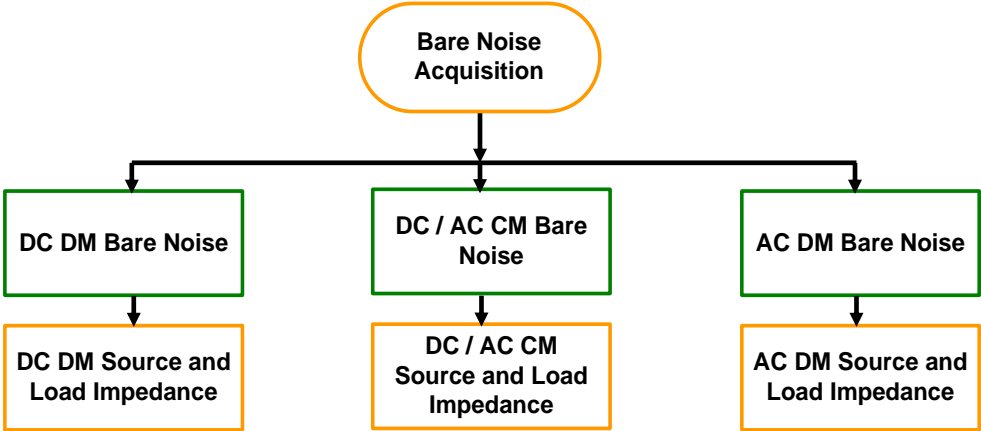 Bare Noise
Acquisition
DC DM Bare Noise
DC / AC CM Bare
Noise
AC DM Bare Noise
DC DM Source and
Load Impedance
DC / AC CM
Source and Load
Impedance
AC DM Source and
Load Impedance